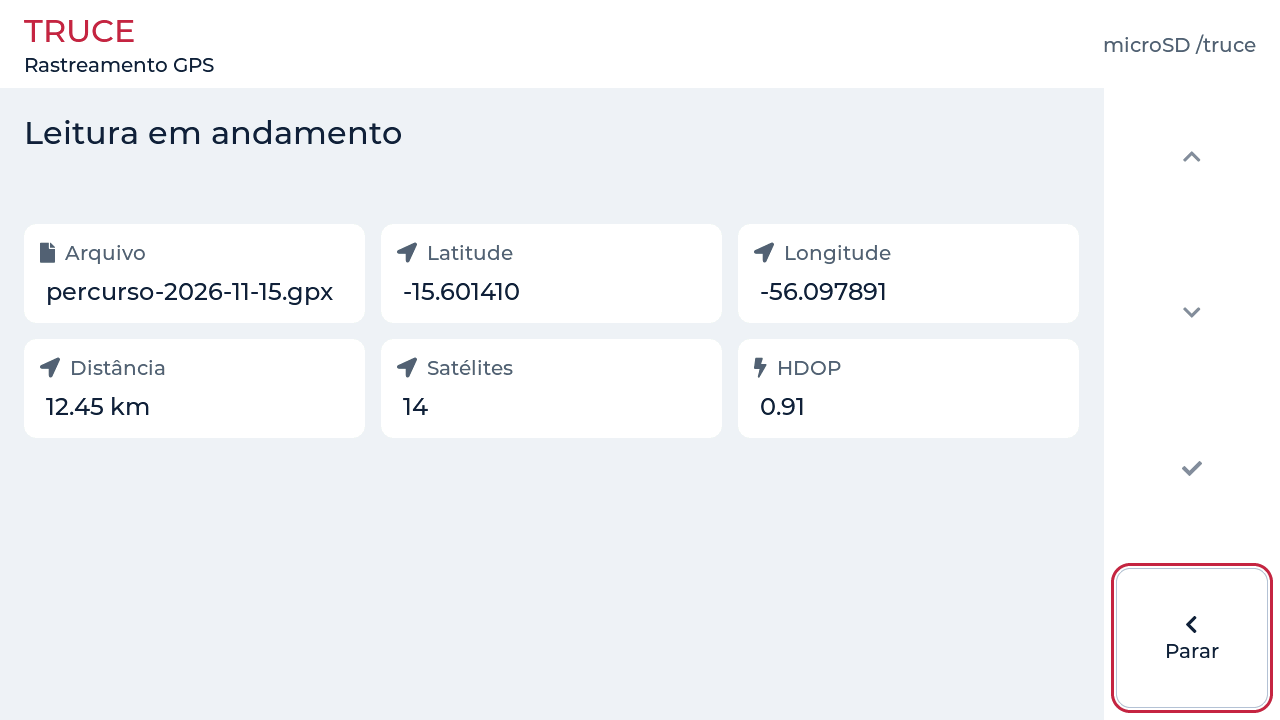 TRUCE
Rastreamento GPS
microSD /truce
Leitura em andamento
Arquivo
percurso-2026-11-15.gpx
Latitude
-15.601410
Longitude
-56.097891
Distância
12.45 km
Satélites
14
HDOP
0.91
Parar